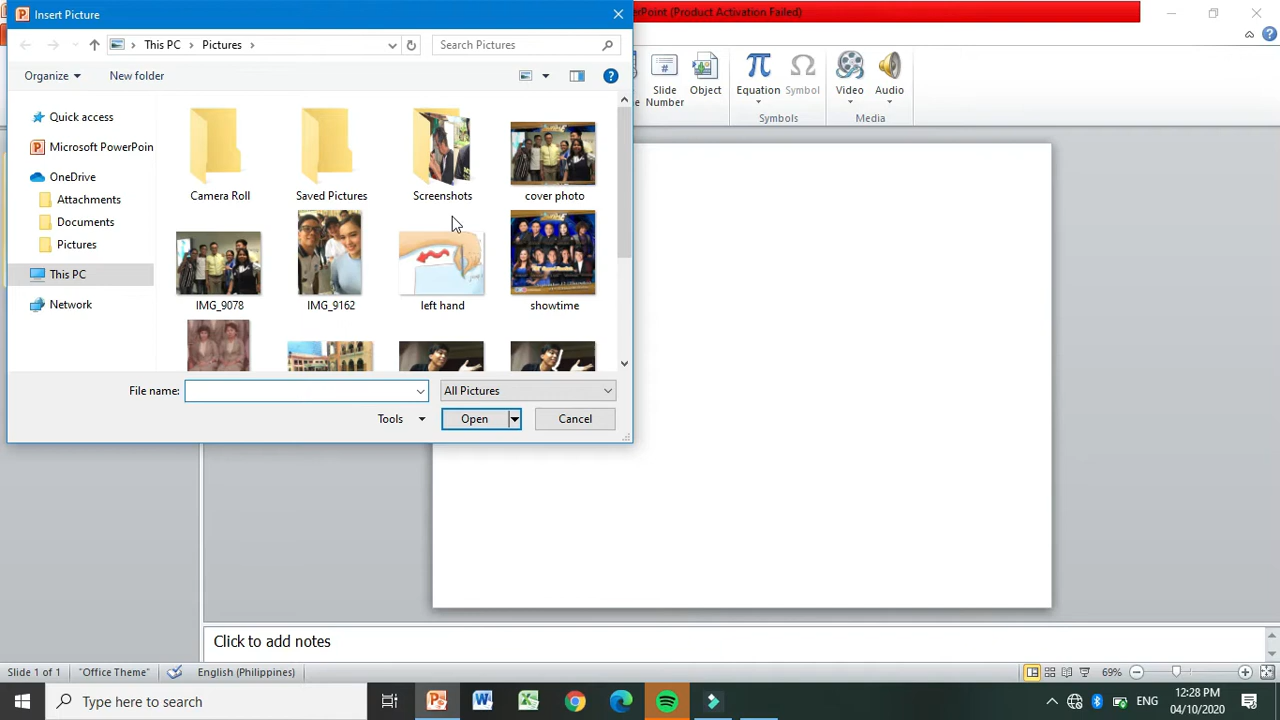 Insert Picture
PowerPoint (Product Activation Failed)
This PC
Pictures
Search Pictures
Organize
New folder
Quick access
Microsoft PowerPoin
OneDrive
Attachments
Documents
Pictures
This PC
Network
Camera Roll
Saved Pictures
Screenshots
cover photo
IMG_9078
IMG_9162
left hand
showtime
File name:
All Pictures
Tools
Open
Cancel
Slide
Number
Object
Equation
Symbol
Video
Audio
Symbols
Media
Click to add notes
Slide 1 of 1
"Office Theme"
English (Philippines)
69%
Type here to search
ENG
12:28 PM
04/10/2020